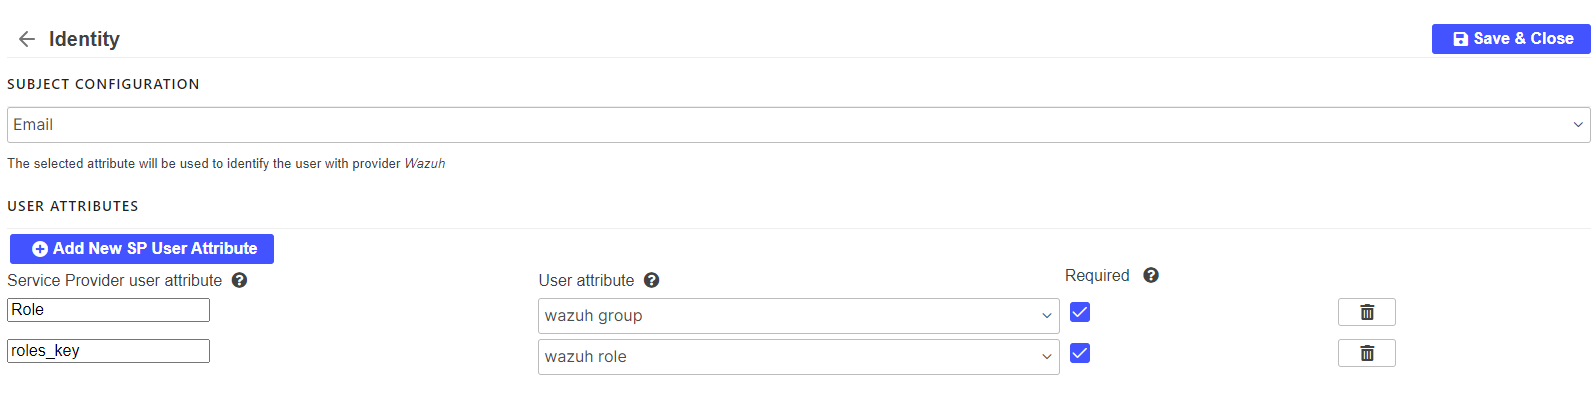 Identity
Save & Close
SUBJECT CONFIGURATION
Email
The selected attribute will be used to identify the user with provider Wazuh
USER ATTRIBUTES
Add New SP User Attribute
Service Provider user attribute ? User attribute ? Required ?
Role wazuh group
roles_key wazuh role